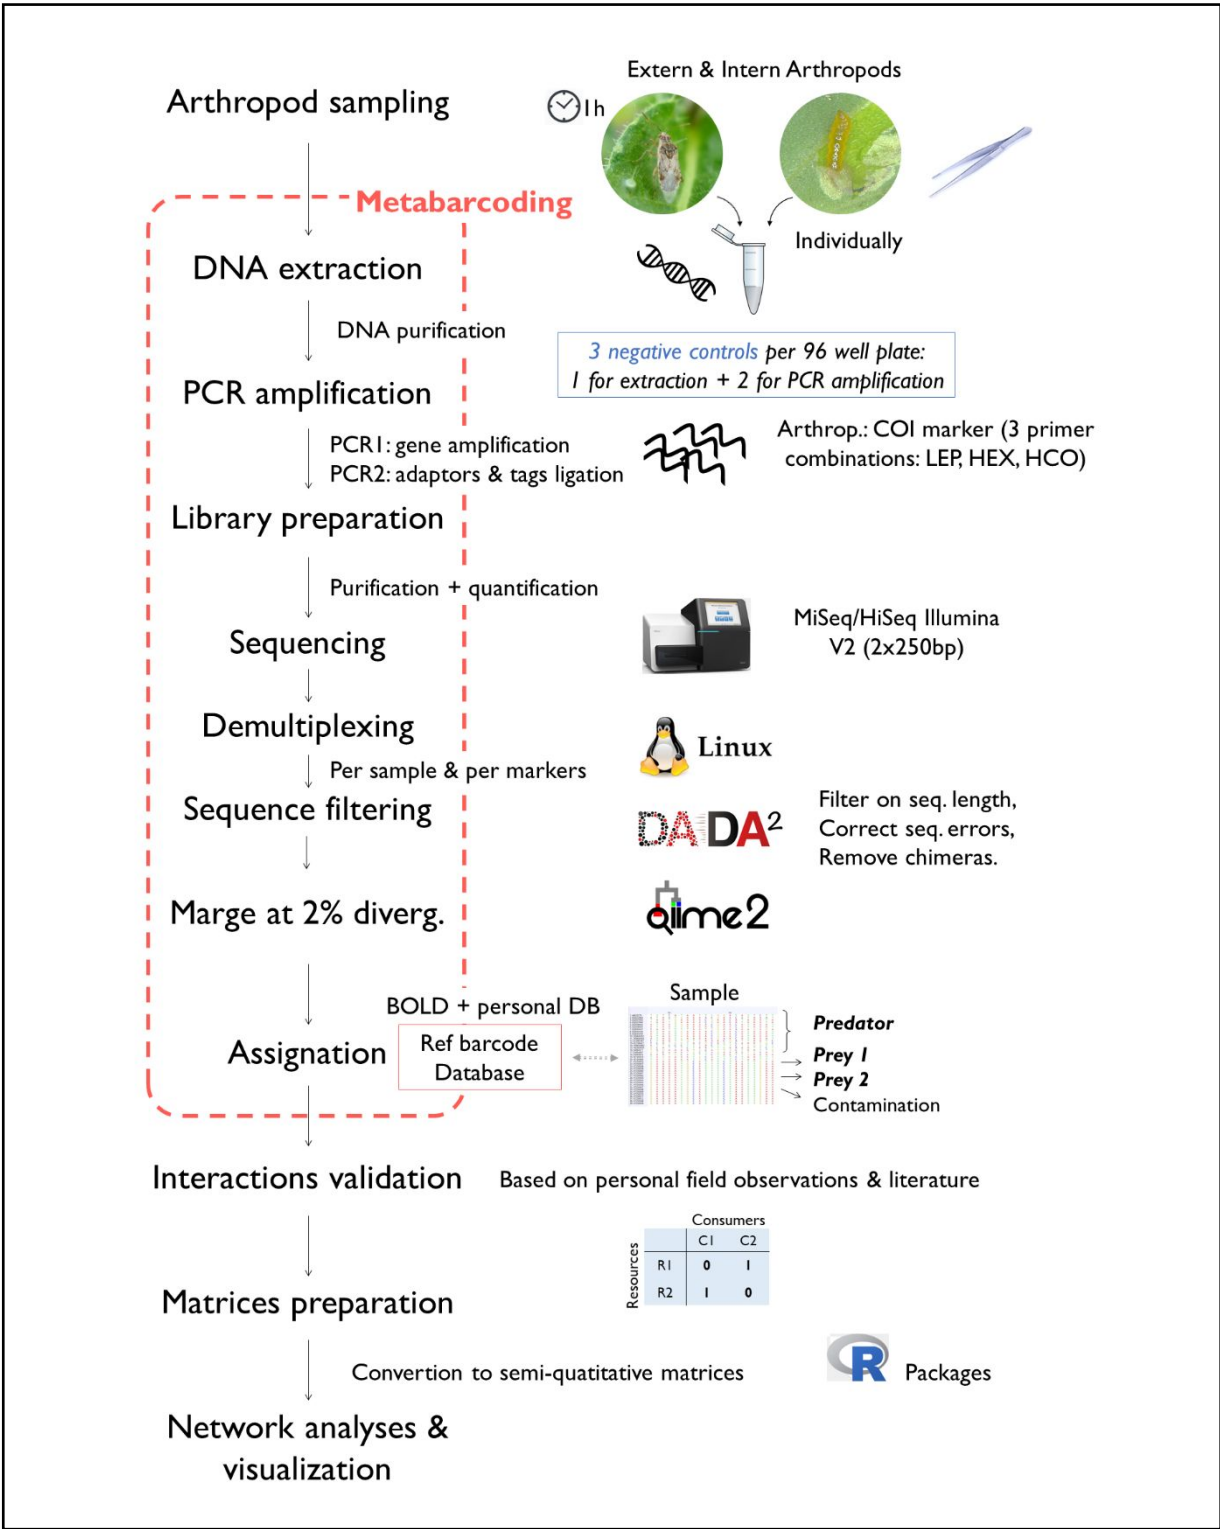 Extern & Intern Arthropods
Arthropod sampling
1h
Metabarcoding
Individually
DNA extraction
DNA purification
3 negative controls per 96 well plate:
1 for extraction + 2 for PCR amplification
PCR amplification
PCR1: gene amplification
PCR2: adaptors & tags ligation
Arthrop.: COI marker (3 primer
combinations: LEP, HEX, HCO)
Library preparation
Purification + quantification
Sequencing
MiSeq/HiSeq Illumina
V2 (2x250bp)
Demultiplexing
Linux
Per sample & per markers
Sequence filtering
DADA2
Filter on seq. length,
Correct seq. errors,
Remove chimeras.
Marge at 2% diverg.
Qiime2
BOLD + personal DB
Sample
Assignation
Ref barcode
Database
Predator
Prey 1
Prey 2
Contamination
Interactions validation
Based on personal field observations & literature
Consumers
Resources
C1 C2
R1 0 1
R2 1 0
Matrices preparation
Convertion to semi-quatitative matrices
R Packages
Network analyses &
visualization